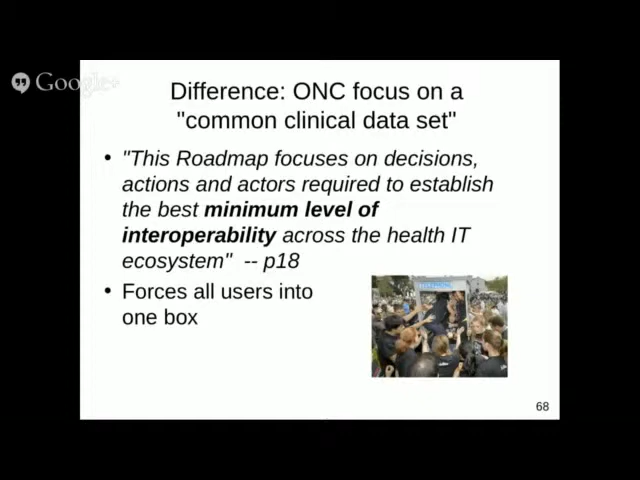 Google+
Difference: ONC focus on a
"common clinical data set"
• "This Roadmap focuses on decisions,
actions and actors required to establish
the best minimum level of
interoperability across the health IT
ecosystem" -- p18
• Forces all users into
one box
68